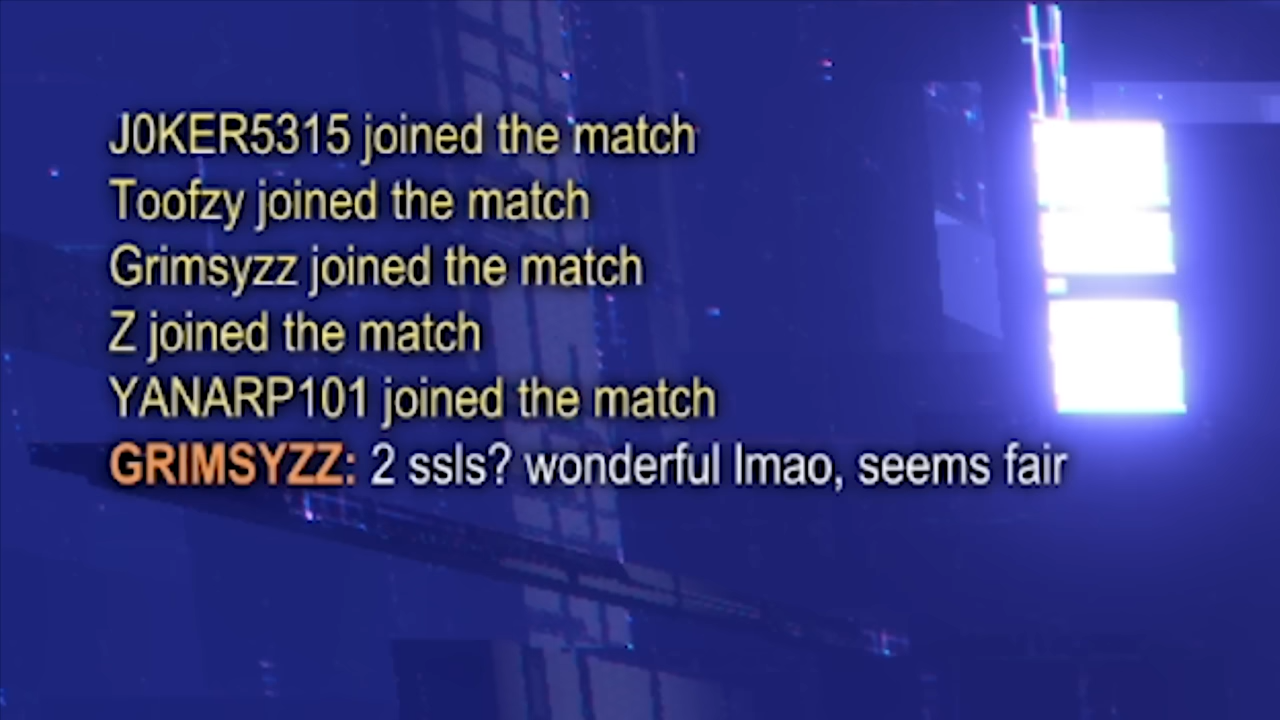 J0KER5315 joined the match
Toofzy joined the match
Grimsyzz joined the match
Z joined the match
YANARP101 joined the match
GRIMSYZZ: 2 ssls? wonderful lmao, seems fair